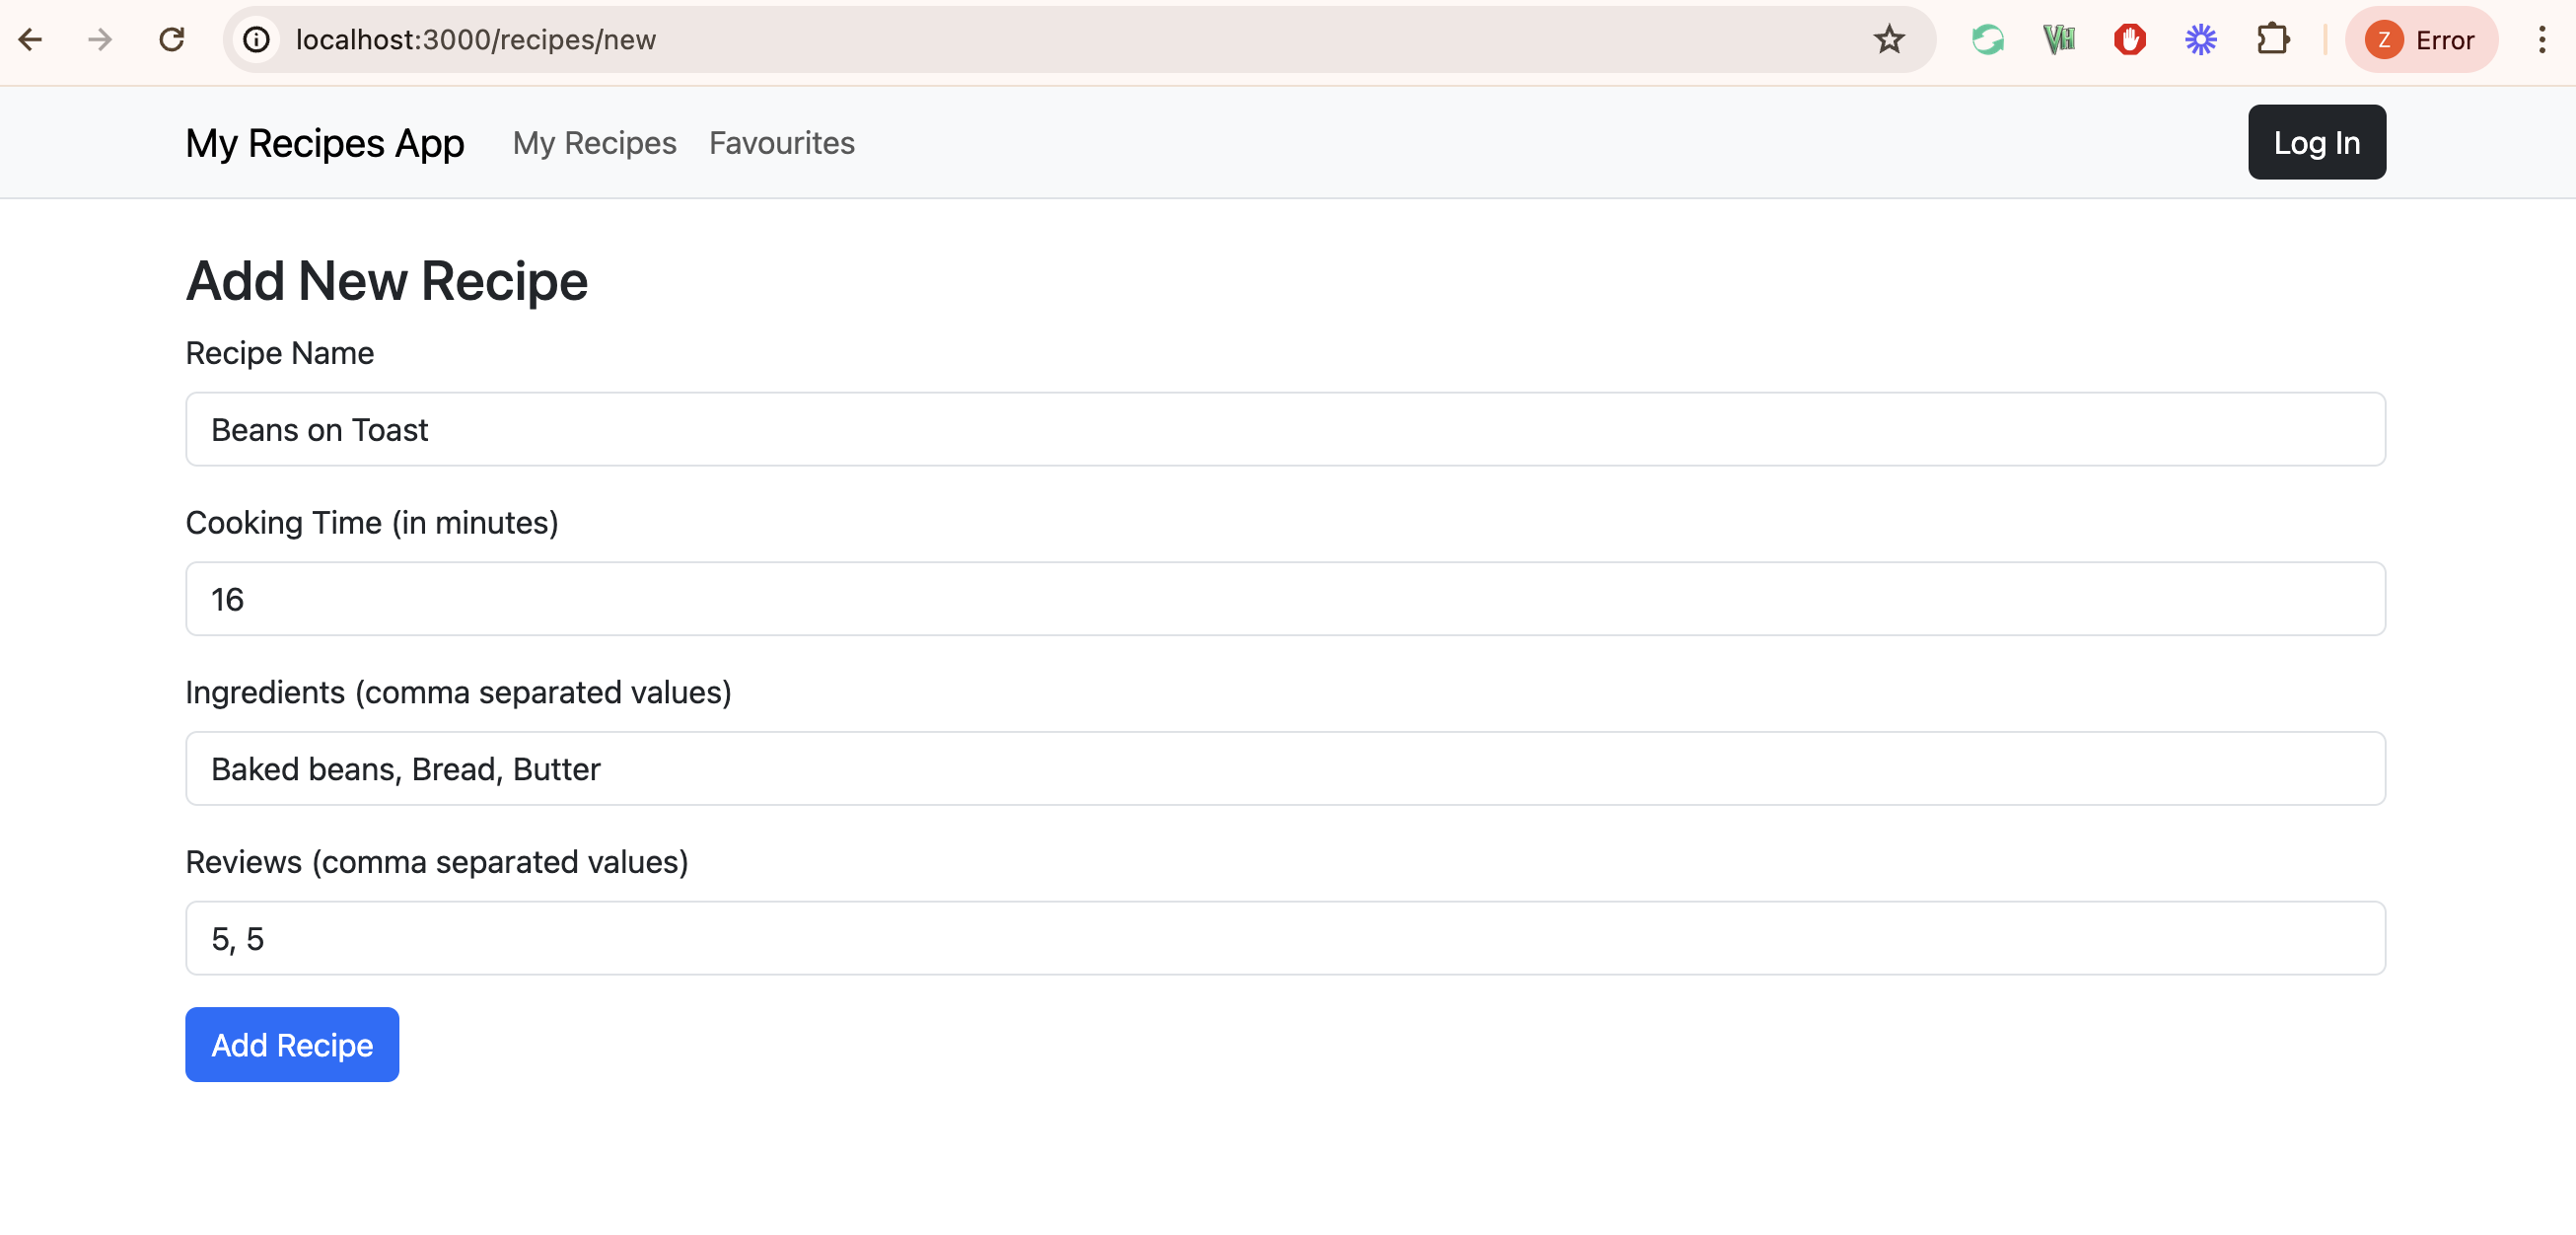 localhost:3000/recipes/new
VH
Z Error
My Recipes App My Recipes Favourites Log In
Add New Recipe
Recipe Name
Beans on Toast
Cooking Time (in minutes)
16
Ingredients (comma separated values)
Baked beans, Bread, Butter
Reviews (comma separated values)
5, 5
Add Recipe